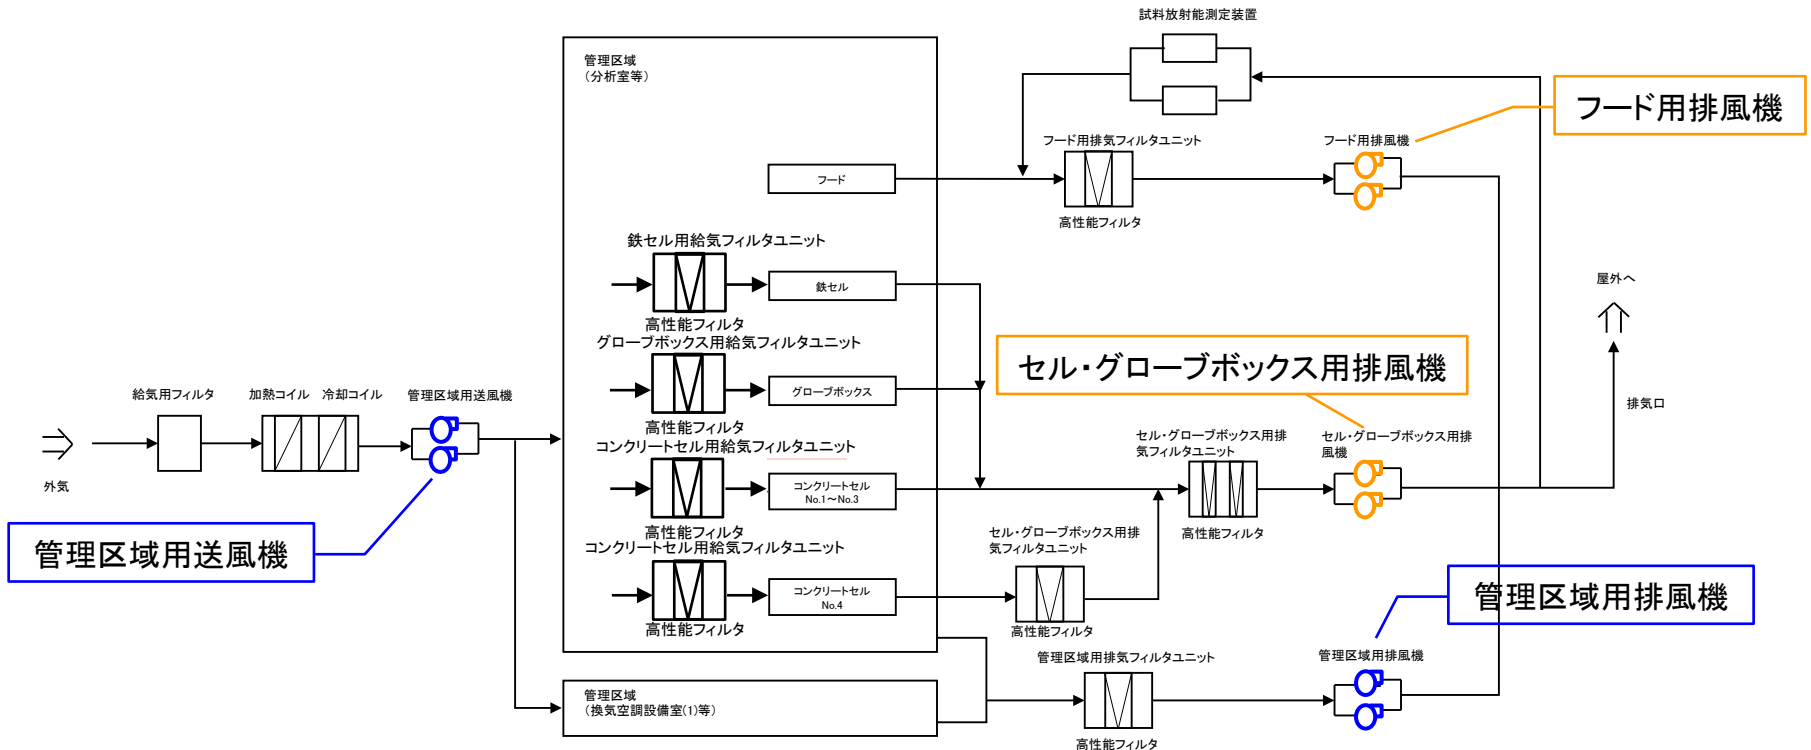 試料放射能測定装置
管理区域
（分析室等）
フード用排風機
フード用排気フィルタユニット
フード用排風機
フード
高性能フィルタ
鉄セル用給気フィルタユニット
鉄セル
屋外へ
高性能フィルタ
グローブボックス用給気フィルタユニット
セル・グローブボックス用排風機
グローブボックス
給気用フィルタ
加熱コイル
冷却コイル
管理区域用送風機
排気口
高性能フィルタ
コンクリートセル用給気フィルタユニット
セル・グローブボックス用排
気フィルタユニット
セル・グローブボックス用排
風機
外気
コンクリートセル
No.1～No.3
高性能フィルタ
高性能フィルタ
セル・グローブボックス用排
気フィルタユニット
管理区域用送風機
コンクリートセル用給気フィルタユニット
コンクリートセル
No.4
管理区域用排風機
高性能フィルタ
高性能フィルタ
管理区域用排気フィルタユニット
管理区域用排風機
管理区域
（換気空調設備室(1)等）
高性能フィルタ